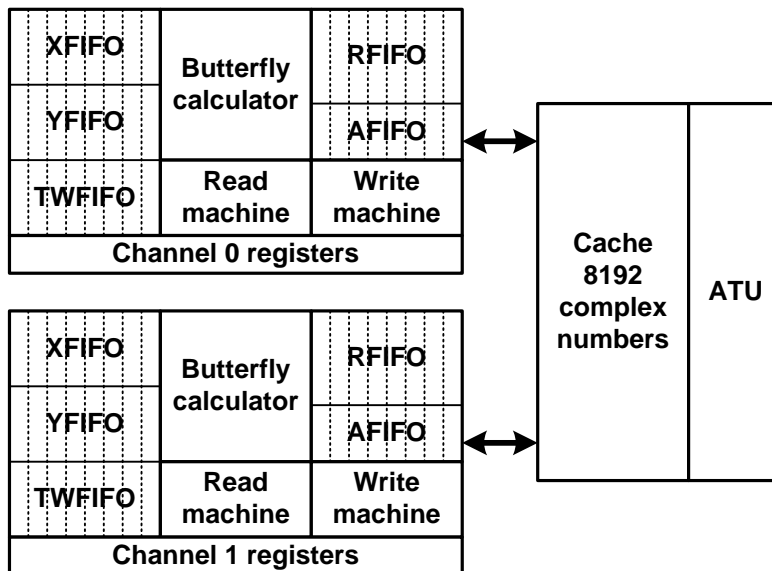 XFIFO
YFIFO
TWFIFO
Butterfly
calculator
RFIFO
AFIFO
Read
machine
Write
machine
Channel 0 registers
XFIFO
YFIFO
TWFIFO
Butterfly
calculator
RFIFO
AFIFO
Read
machine
Write
machine
Channel 1 registers
Cache
8192
complex
numbers
ATU